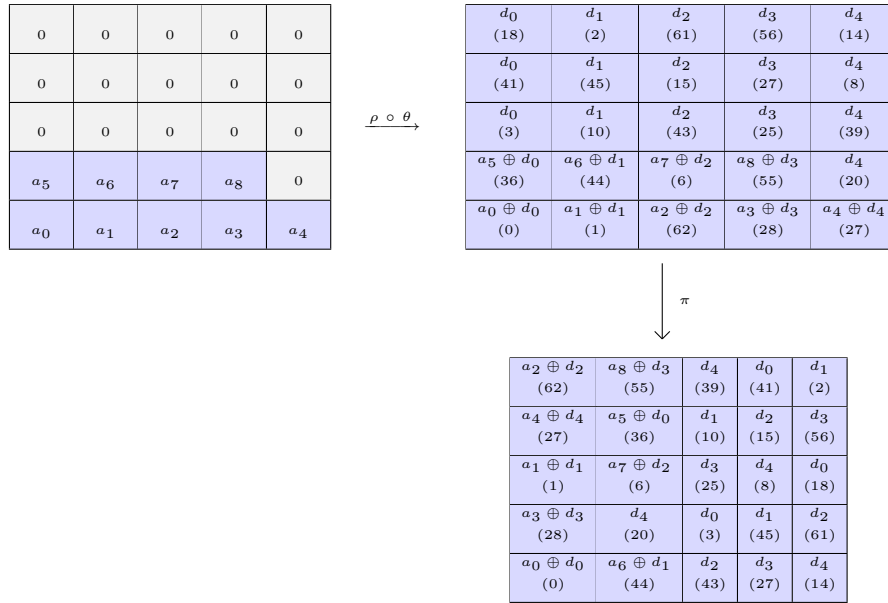 0 0 0 0 0
0 0 0 0 0
0 0 0 0 0
a₅ a₆ a₇ a₈ 0
a₀ a₁ a₂ a₃ a₄
ρ ∘ θ
d₀ d₁ d₂ d₃ d₄
(18) (2) (61) (56) (14)
d₀ d₁ d₂ d₃ d₄
(41) (45) (15) (27) (8)
d₀ d₁ d₂ d₃ d₄
(3) (10) (43) (25) (39)
a₅ ⊕ d₀ a₆ ⊕ d₁ a₇ ⊕ d₂ a₈ ⊕ d₃ d₄
(36) (44) (6) (55) (20)
a₀ ⊕ d₀ a₁ ⊕ d₁ a₂ ⊕ d₂ a₃ ⊕ d₃ a₄ ⊕ d₄
(0) (1) (62) (28) (27)
π
a₂ ⊕ d₂ a₈ ⊕ d₃ d₄ d₀ d₁
(62) (55) (39) (41) (2)
a₄ ⊕ d₄ a₅ ⊕ d₀ d₁ d₂ d₃
(27) (36) (10) (15) (56)
a₁ ⊕ d₁ a₇ ⊕ d₂ d₃ d₄ d₀
(1) (6) (25) (8) (18)
a₃ ⊕ d₃ d₄ d₀ d₁ d₂
(28) (20) (3) (45) (61)
a₀ ⊕ d₀ a₆ ⊕ d₁ d₂ d₃ d₄
(0) (44) (43) (27) (14)